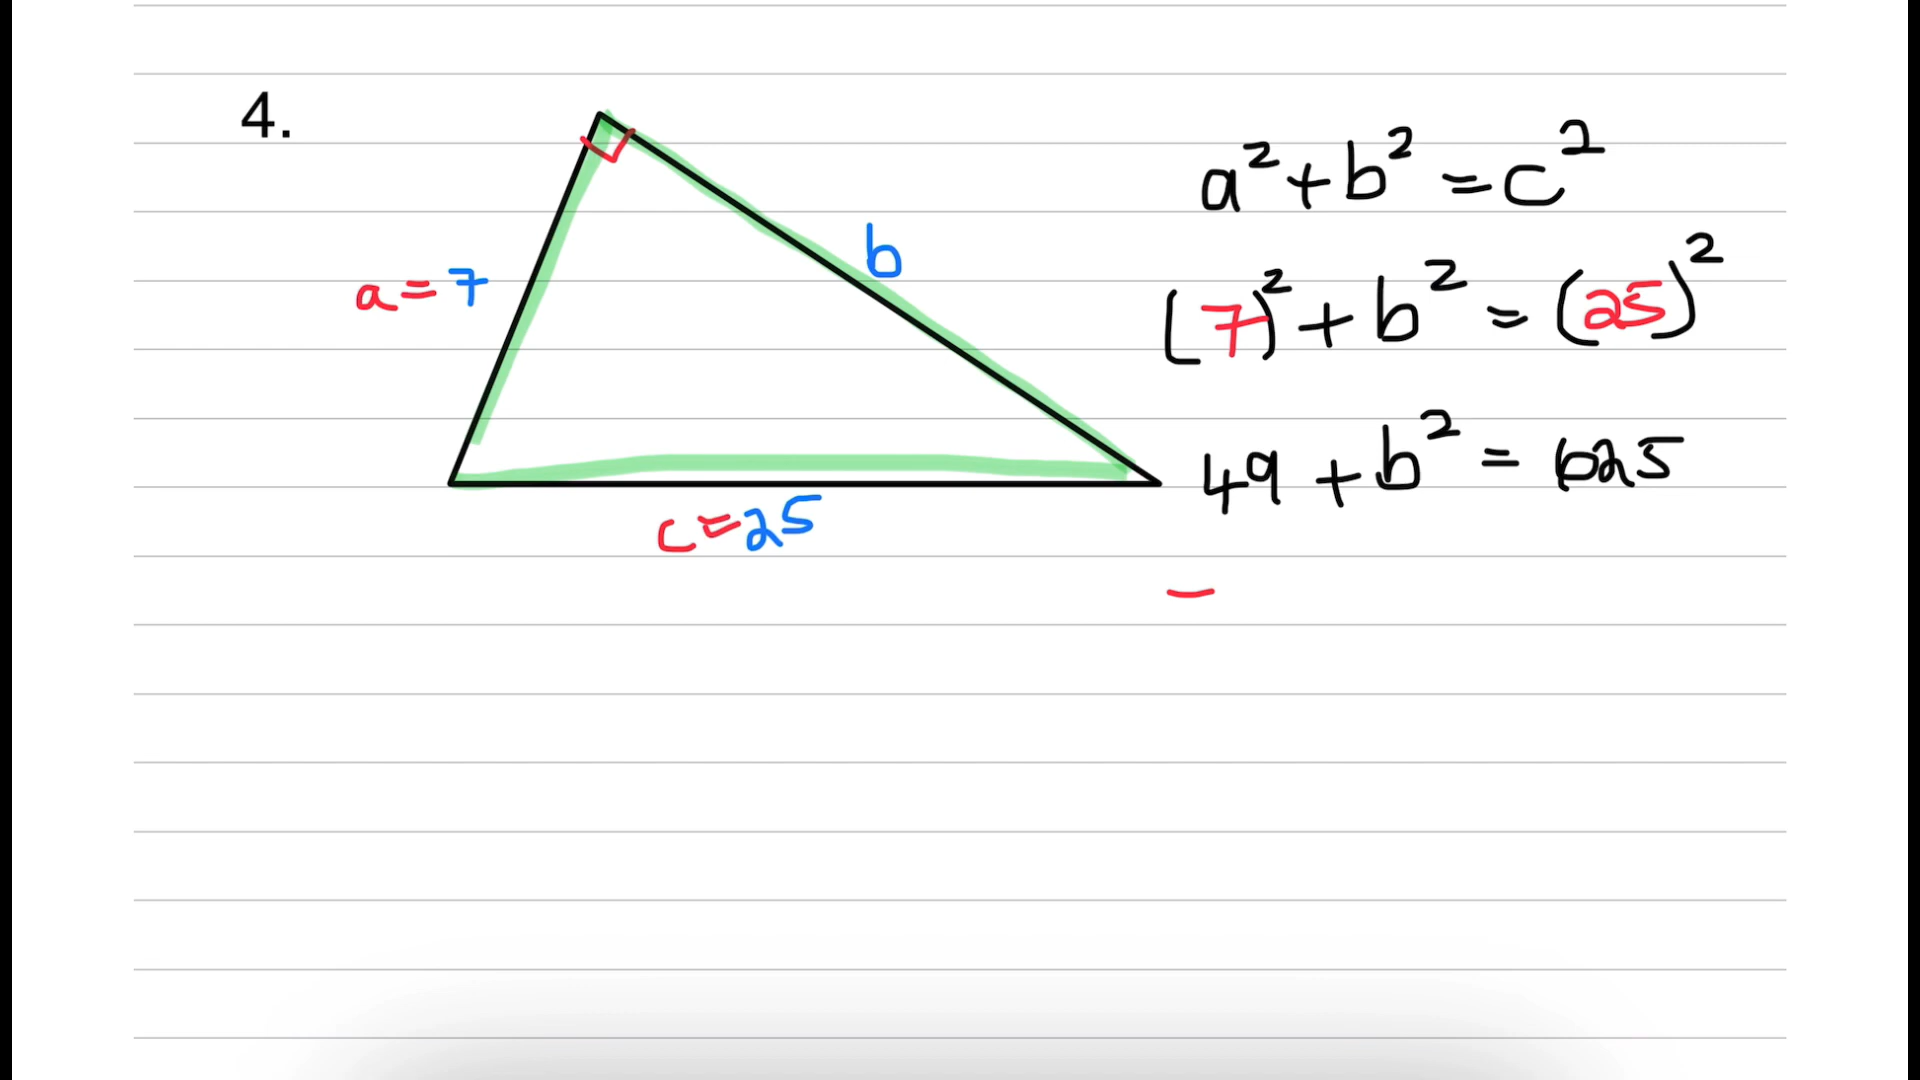 4.
a² + b² = c²
b
a = 7
(7)² + b² = (25)²
49 + b² = 625
c = 25
−